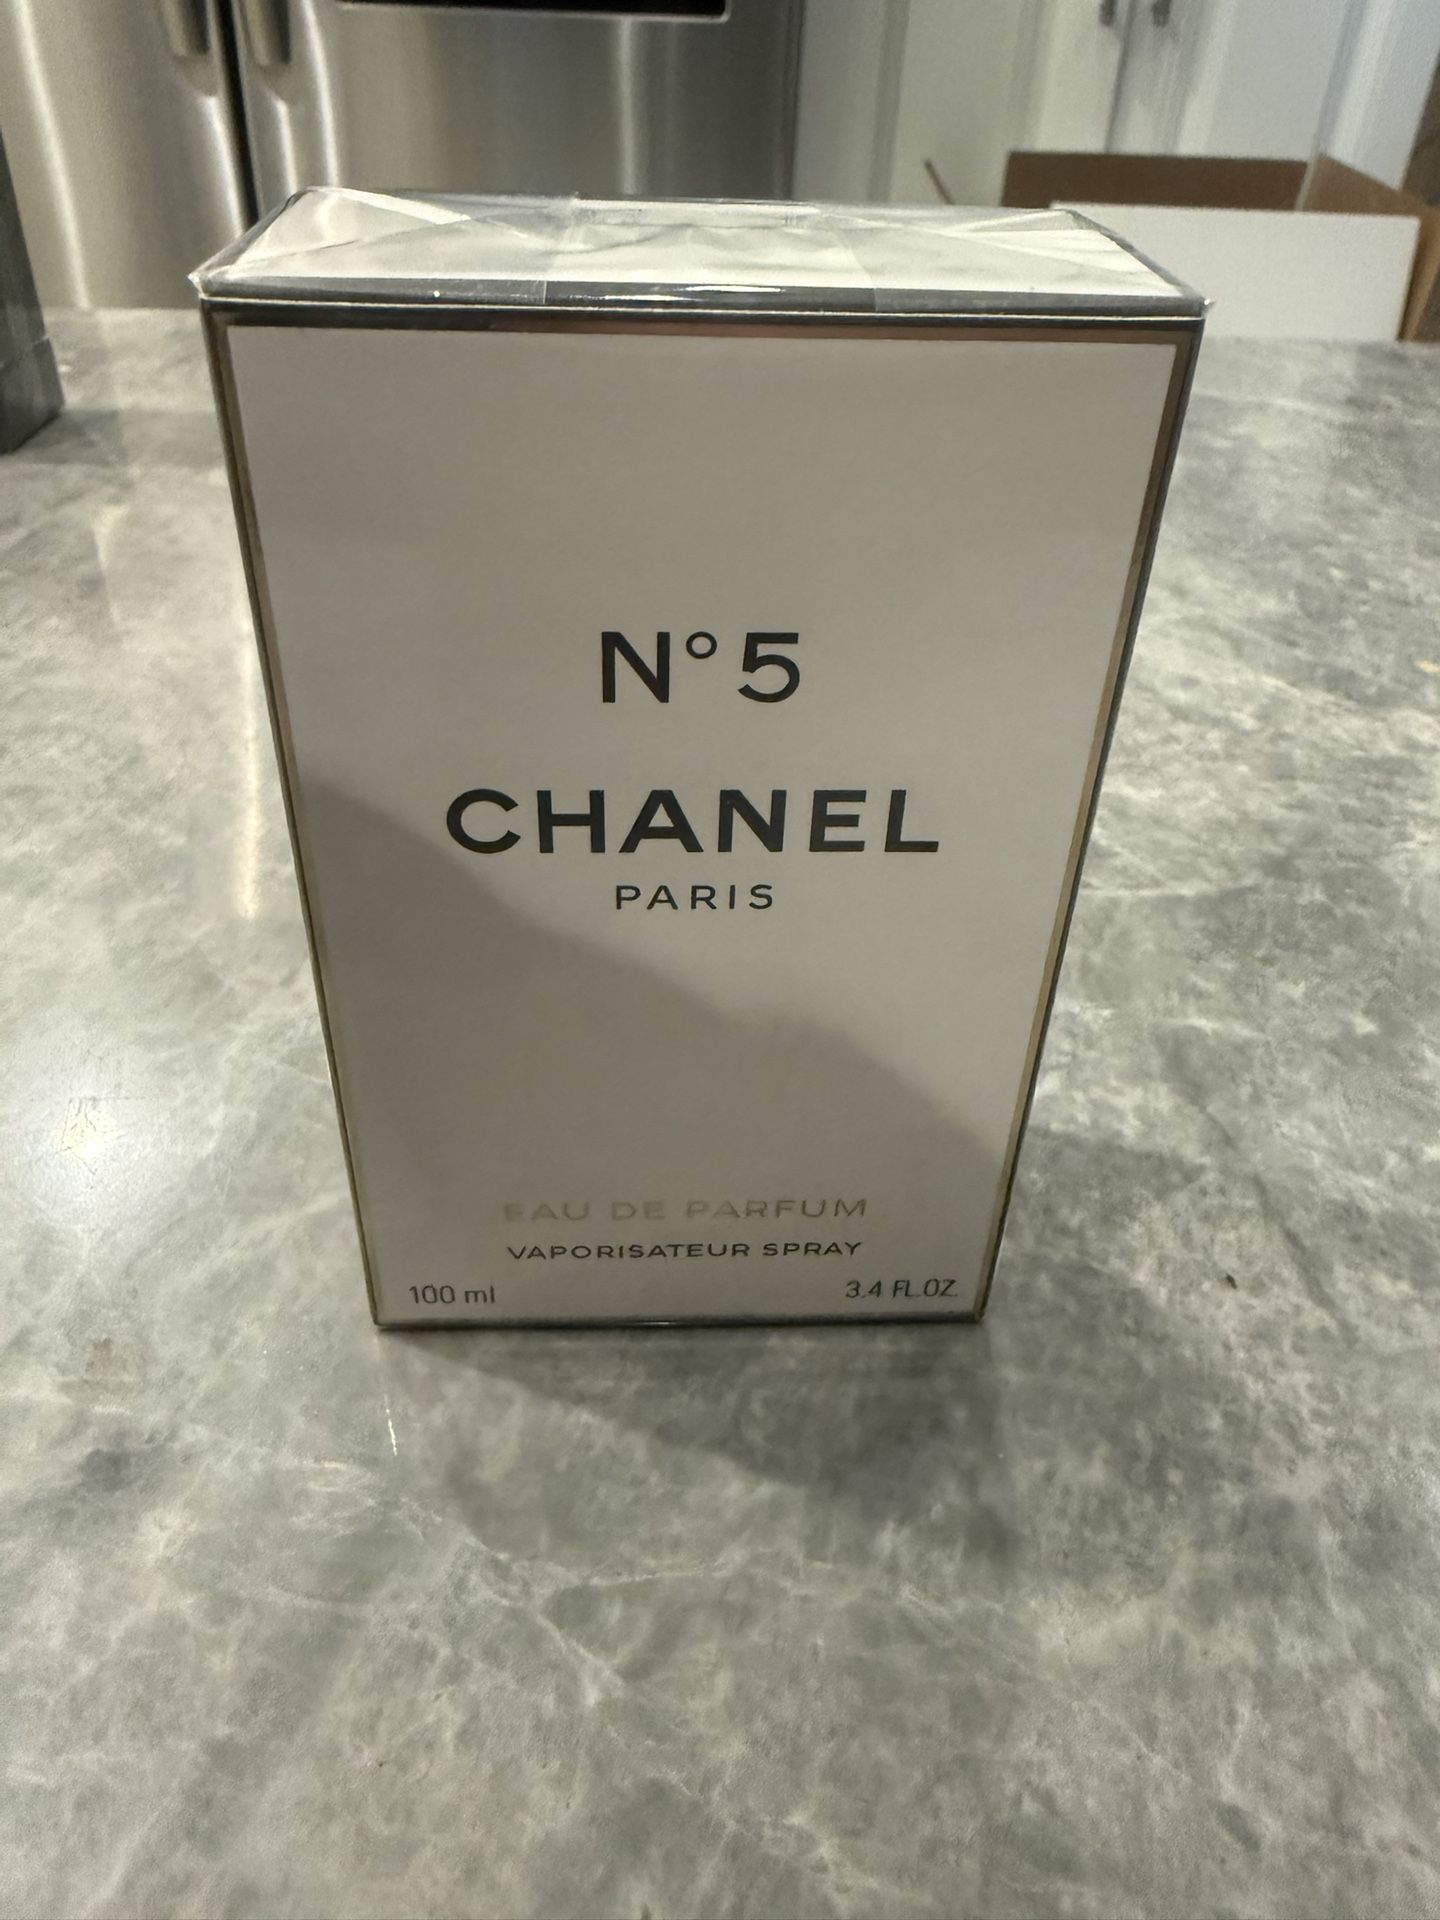 N°5
CHANEL
PARIS
EAU DE PARFUM
VAPORISATEUR SPRAY
100 ml 3.4 FL.OZ.